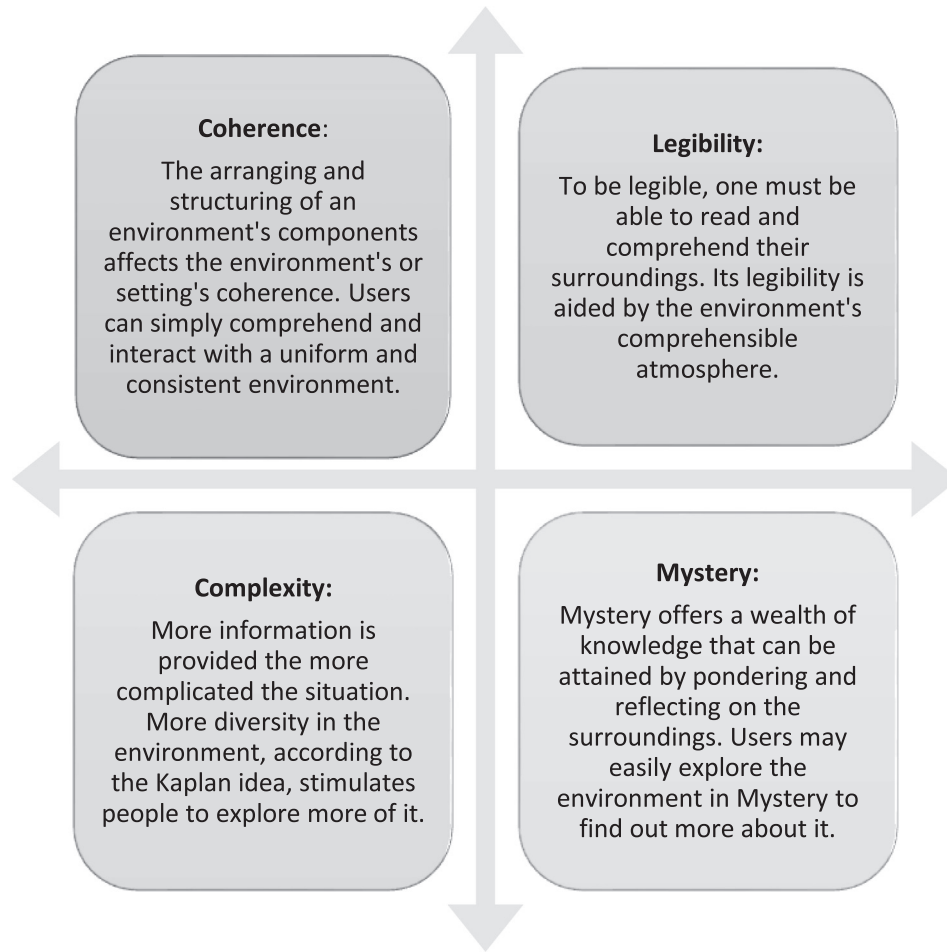 Coherence:
The arranging and
structuring of an
environment's components
affects the environment's or
setting's coherence. Users
can simply comprehend and
interact with a uniform and
consistent environment.
Legibility:
To be legible, one must be
able to read and
comprehend their
surroundings. Its legibility is
aided by the environment's
comprehensible
atmosphere.
Complexity:
More information is
provided the more
complicated the situation.
More diversity in the
environment, according to
the Kaplan idea, stimulates
people to explore more of it.
Mystery:
Mystery offers a wealth of
knowledge that can be
attained by pondering and
reflecting on the
surroundings. Users may
easily explore the
environment in Mystery to
find out more about it.